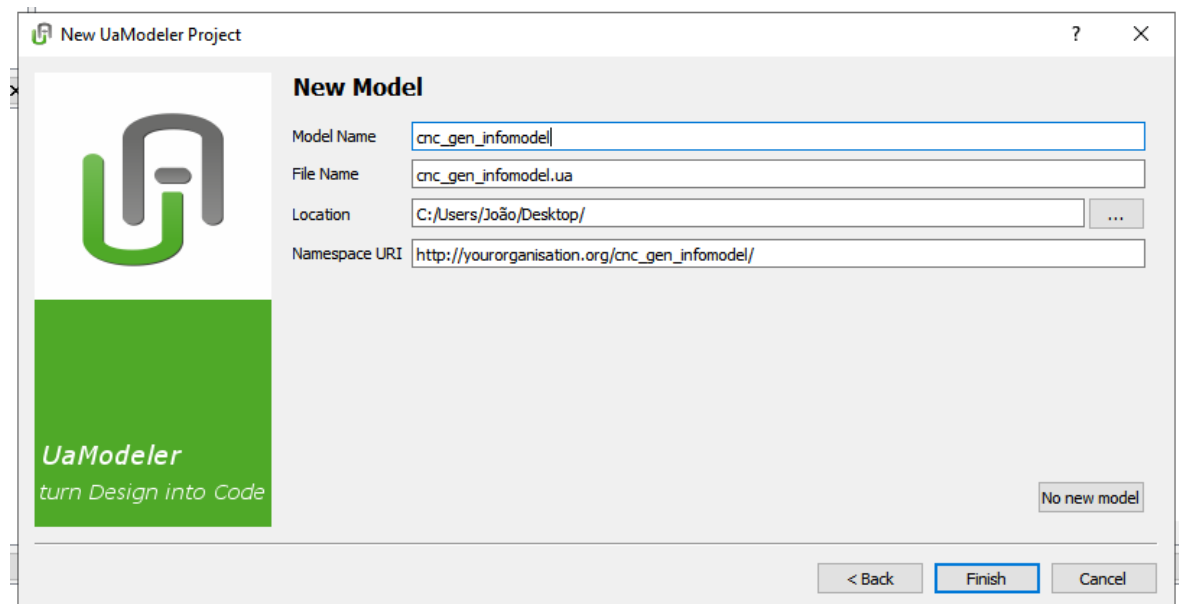 New UaModeler Project
?
New Model
Model Name cnc_gen_infomodel
File Name cnc_gen_infomodel.ua
Location C:/Users/João/Desktop/ ...
Namespace URI http://yourorganisation.org/cnc_gen_infomodel/
UaModeler
turn Design into Code
No new model
< Back Finish Cancel